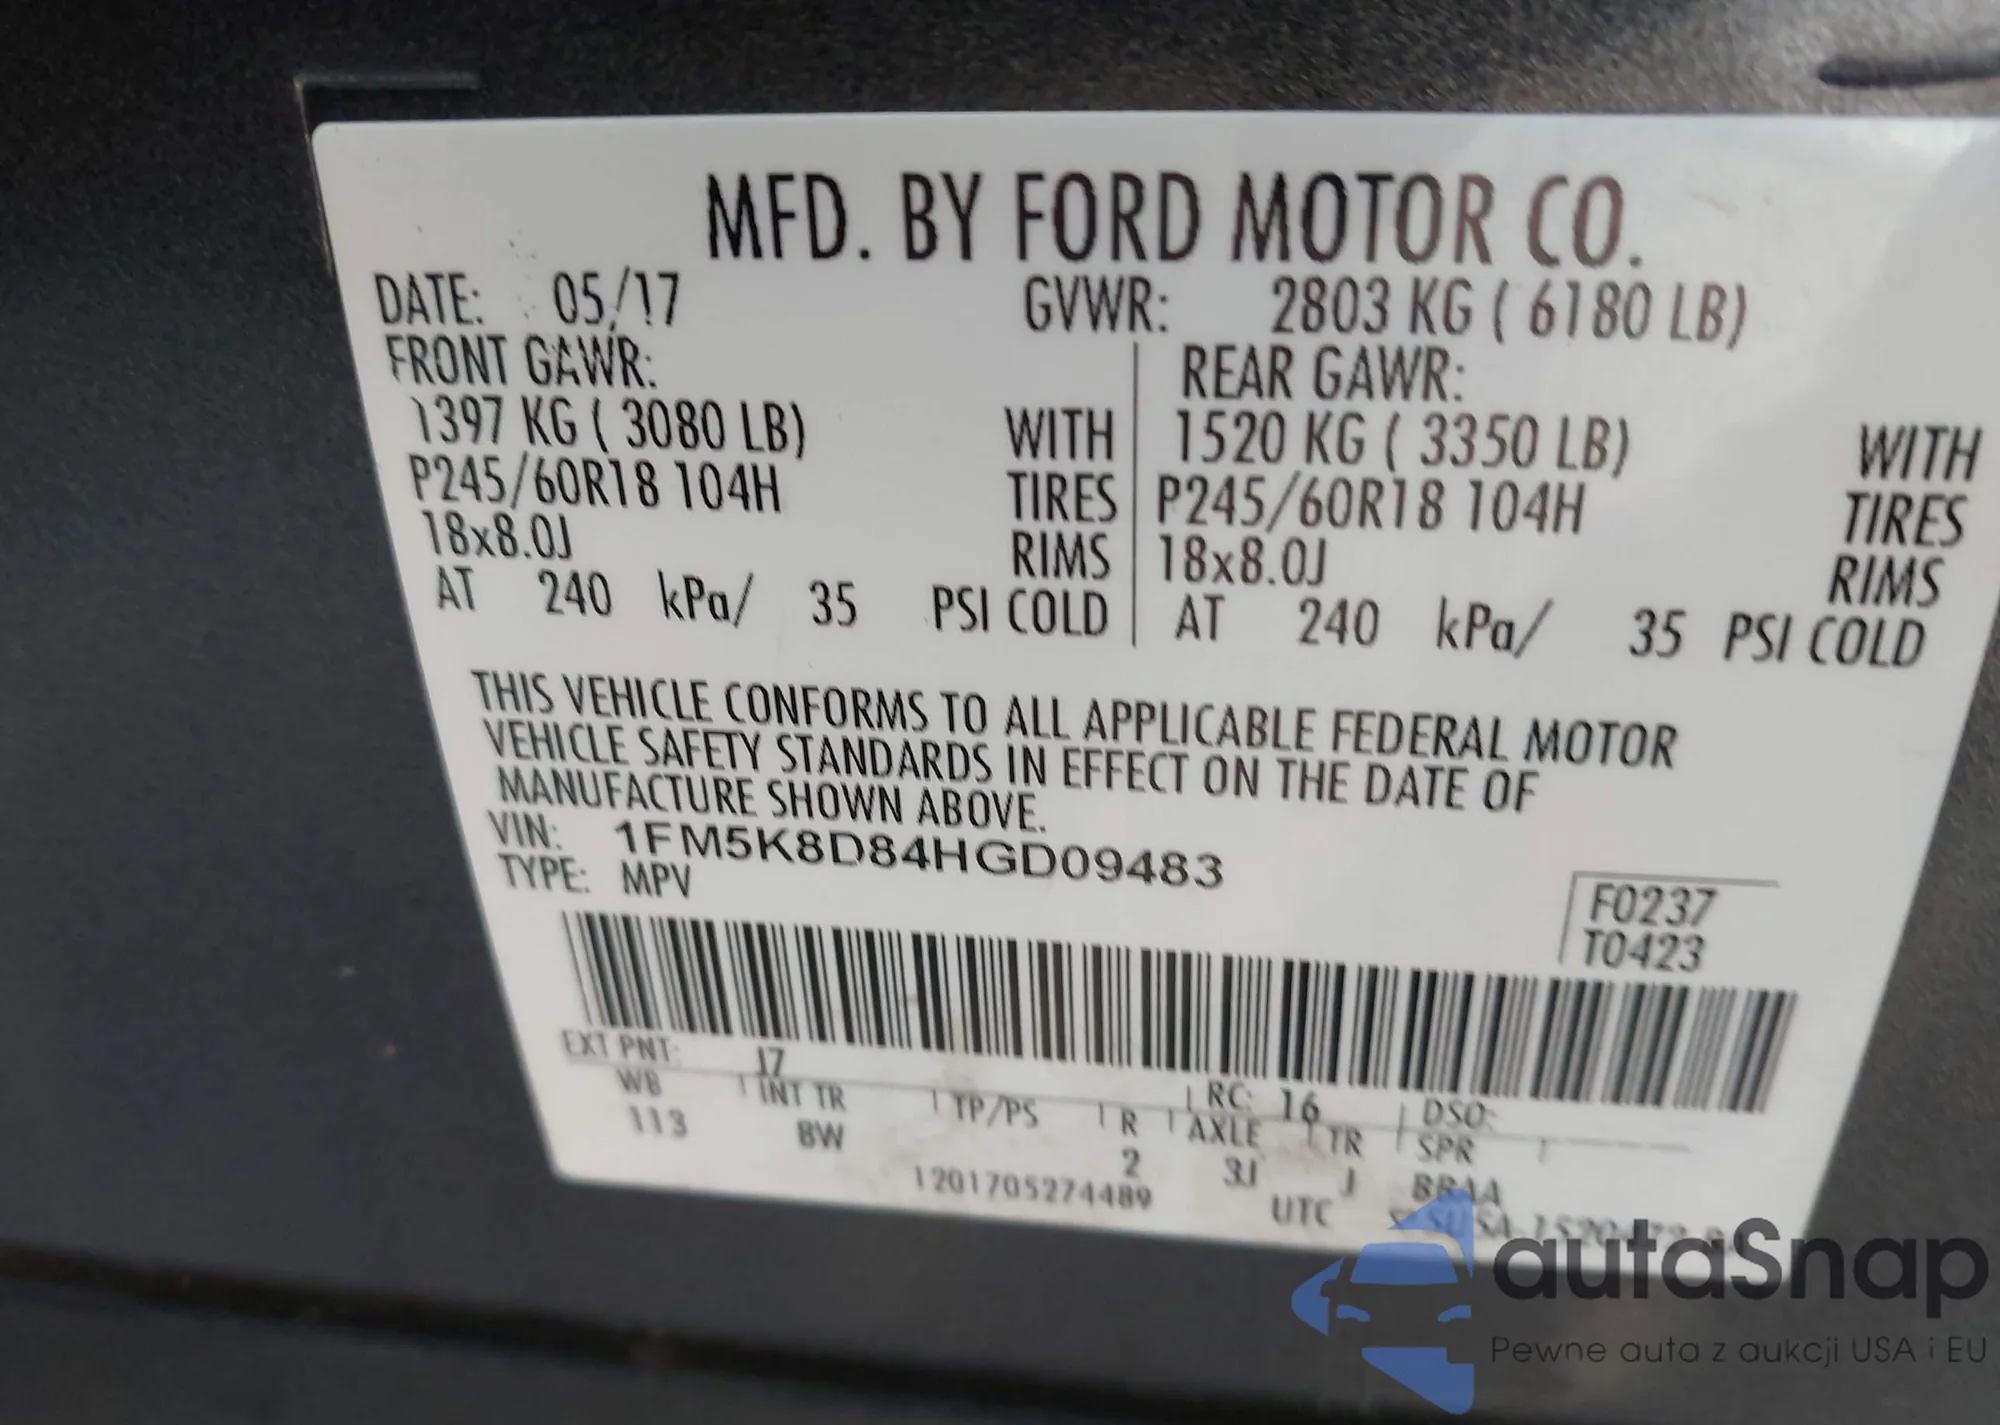 MFD. BY FORD MOTOR CO.
DATE: 05/17 GVWR: 2803 KG ( 6180 LB)
FRONT GAWR: REAR GAWR:
1397 KG ( 3080 LB) WITH 1520 KG ( 3350 LB) WITH
P245/60R18 104H TIRES P245/60R18 104H TIRES
18x8.0J RIMS 18x8.0J RIMS
AT 240 kPa/ 35 PSI COLD AT 240 kPa/ 35 PSI COLD
THIS VEHICLE CONFORMS TO ALL APPLICABLE FEDERAL MOTOR
VEHICLE SAFETY STANDARDS IN EFFECT ON THE DATE OF
MANUFACTURE SHOWN ABOVE.
VIN: 1FM5K8D84HGD09483
TYPE: MPV
F0237
T0423
EXT PNT: J7 RC: 16 DSO:
WB INT TR TP/PS R AXLE TR SPR
113 8W 2 3J J BBAA
1201705274489 UTC
autaSnap
Pewne auta z aukcji USA i EU